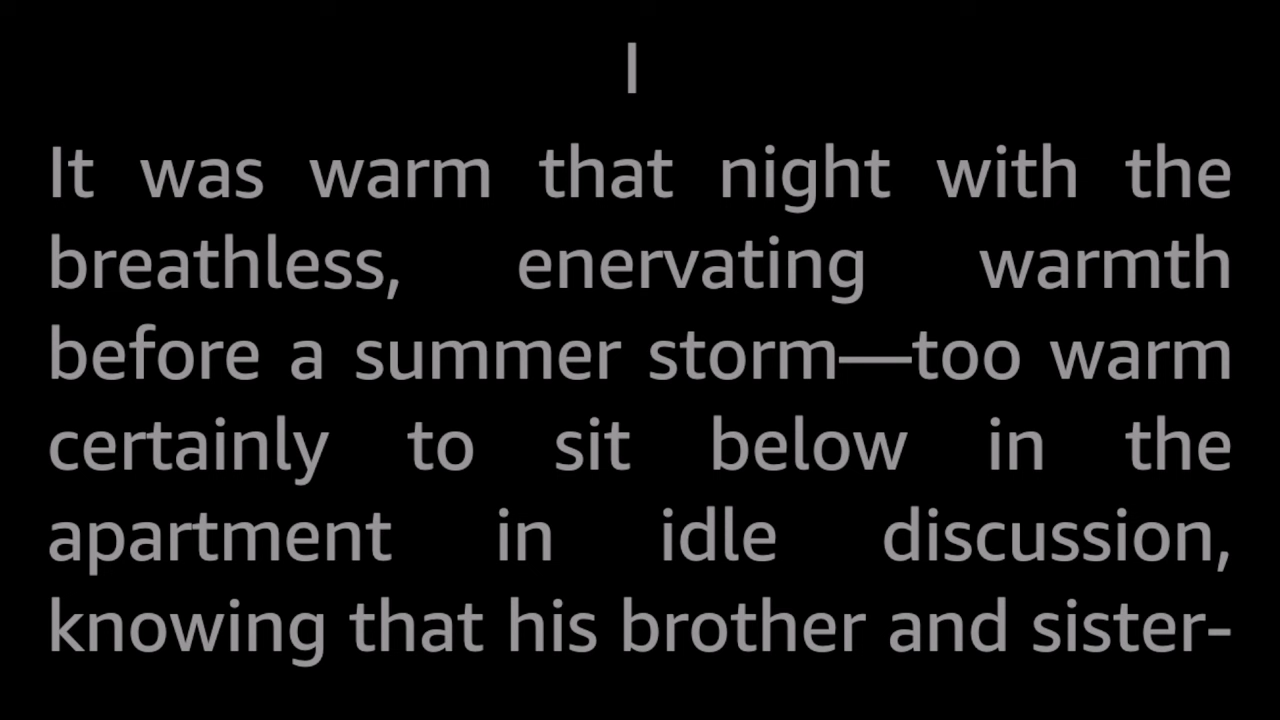 I
It was warm that night with the
breathless, enervating warmth
before a summer storm—too warm
certainly to sit below in the
apartment in idle discussion,
knowing that his brother and sister-